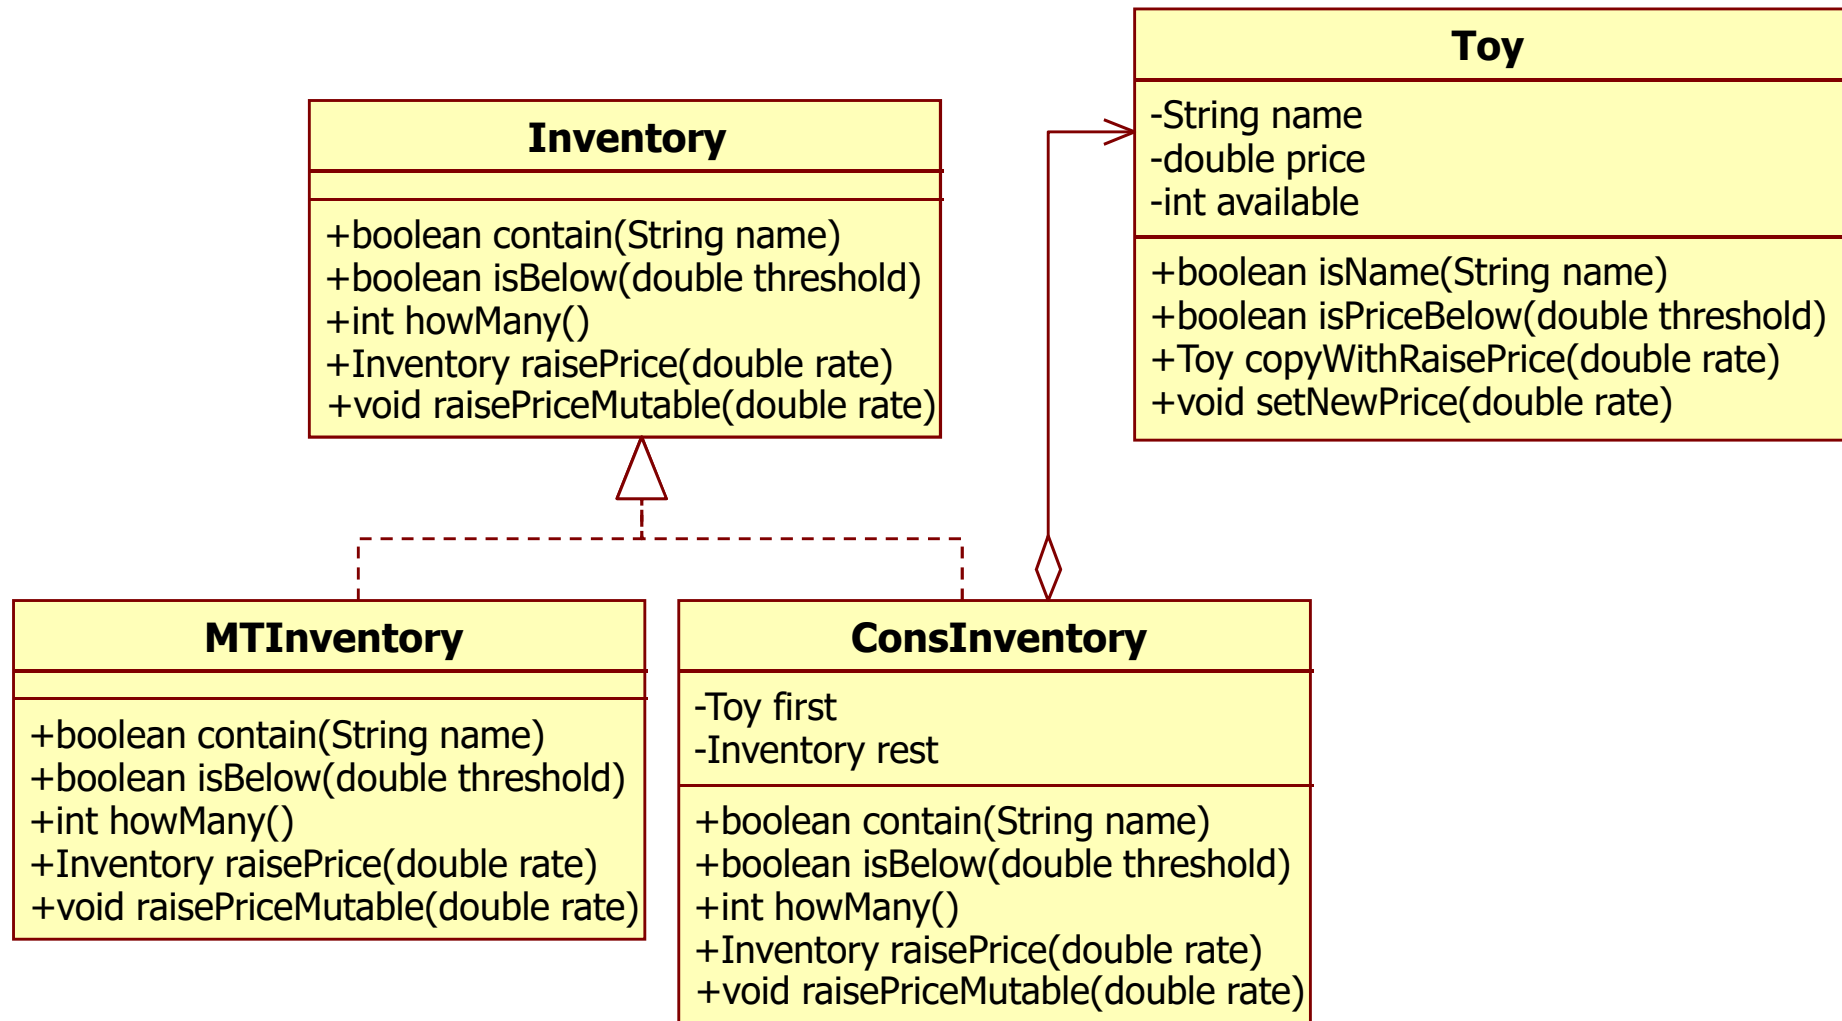 Inventory
+boolean contain(String name)
+boolean isBelow(double threshold)
+int howMany()
+Inventory raisePrice(double rate)
+void raisePriceMutable(double rate)
Toy
-String name
-double price
-int available
+boolean isName(String name)
+boolean isPriceBelow(double threshold)
+Toy copyWithRaisePrice(double rate)
+void setNewPrice(double rate)
MTInventory
+boolean contain(String name)
+boolean isBelow(double threshold)
+int howMany()
+Inventory raisePrice(double rate)
+void raisePriceMutable(double rate)
ConsInventory
-Toy first
-Inventory rest
+boolean contain(String name)
+boolean isBelow(double threshold)
+int howMany()
+Inventory raisePrice(double rate)
+void raisePriceMutable(double rate)